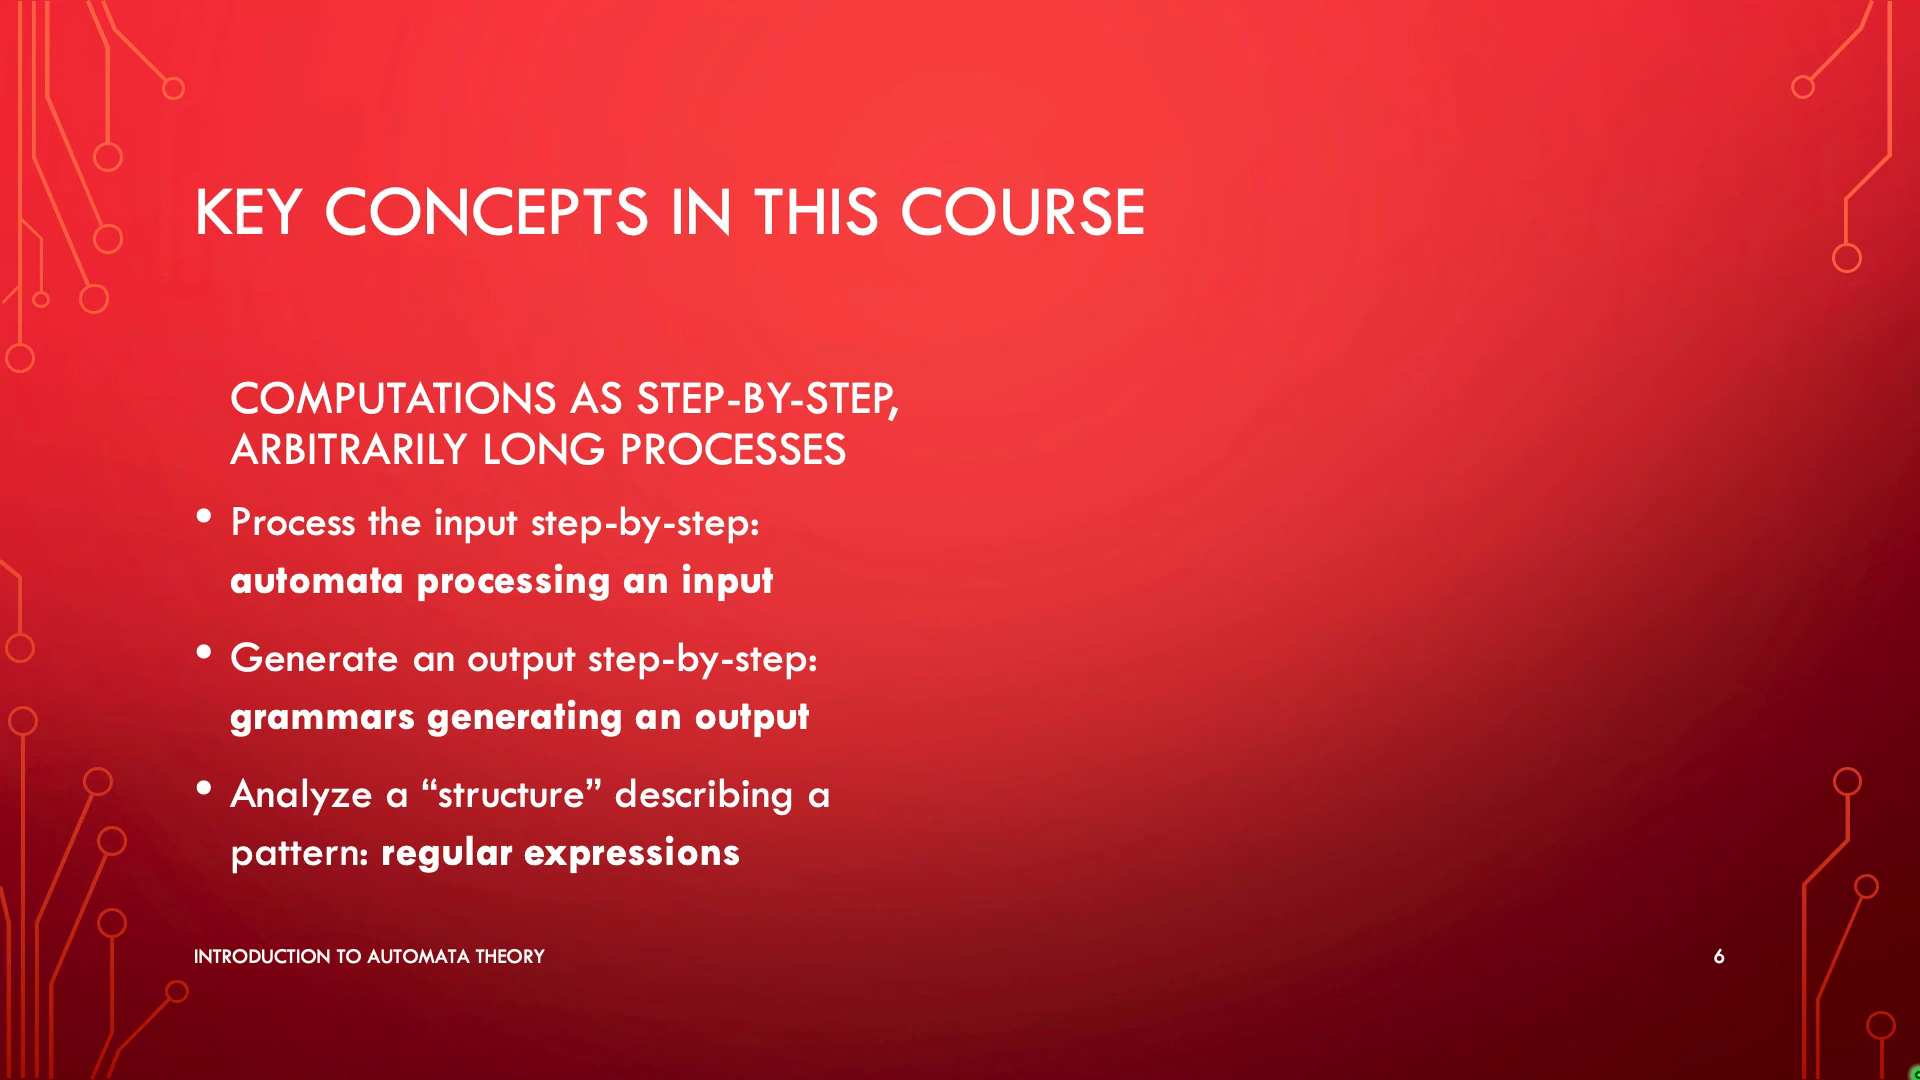 KEY CONCEPTS IN THIS COURSE
COMPUTATIONS AS STEP-BY-STEP,
ARBITRARILY LONG PROCESSES
• Process the input step-by-step:
automata processing an input
• Generate an output step-by-step:
grammars generating an output
• Analyze a “structure” describing a
pattern: regular expressions
INTRODUCTION TO AUTOMATA THEORY
6